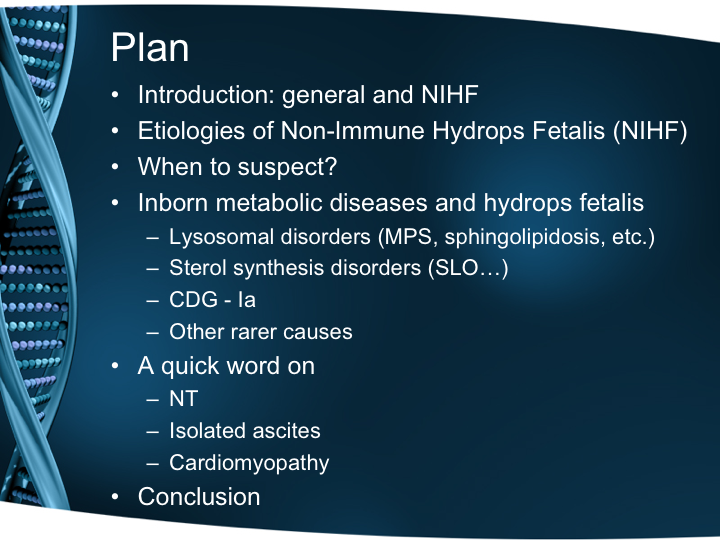 Plan
• Introduction: general and NIHF
• Etiologies of Non-Immune Hydrops Fetalis (NIHF)
• When to suspect?
• Inborn metabolic diseases and hydrops fetalis
– Lysosomal disorders (MPS, sphingolipidosis, etc.)
– Sterol synthesis disorders (SLO…)
– CDG - Ia
– Other rarer causes
• A quick word on
– NT
– Isolated ascites
– Cardiomyopathy
• Conclusion